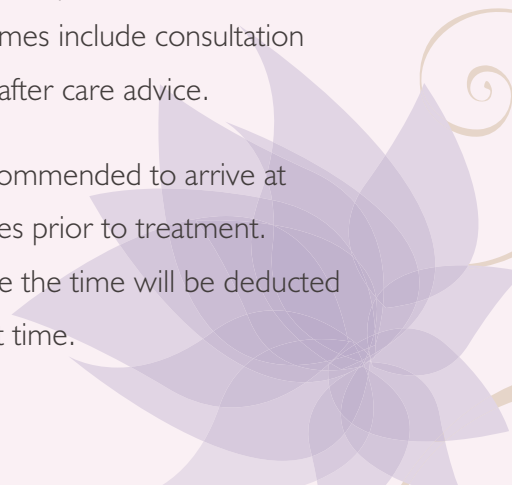 mes include consultation
after care advice.
ommended to arrive at
es prior to treatment.
e the time will be deducted
t time.